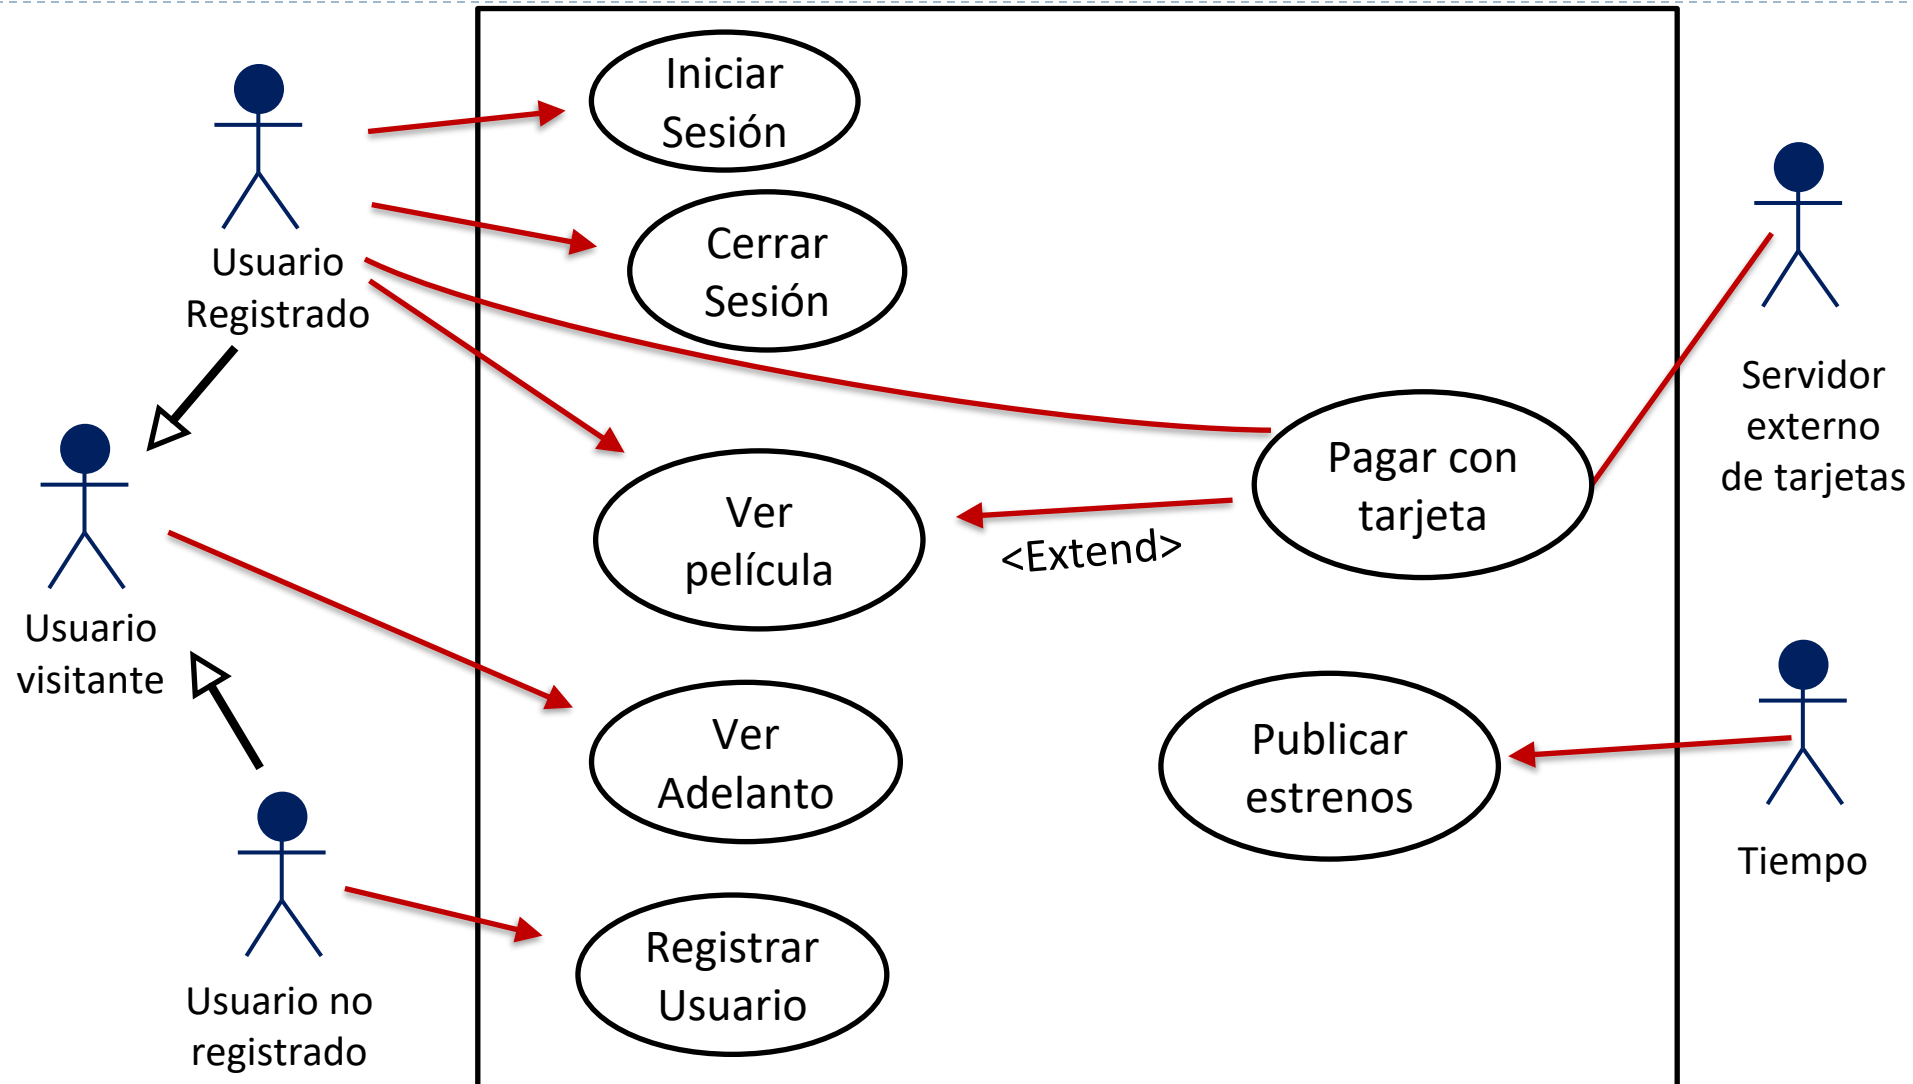 Iniciar
Sesión
Usuario
Registrado
Cerrar
Sesión
Servidor
externo
de tarjetas
Pagar con
tarjeta
Ver
película
<Extend>
Usuario
visitante
Ver
Adelanto
Publicar
estrenos
Tiempo
Registrar
Usuario
Usuario no
registrado